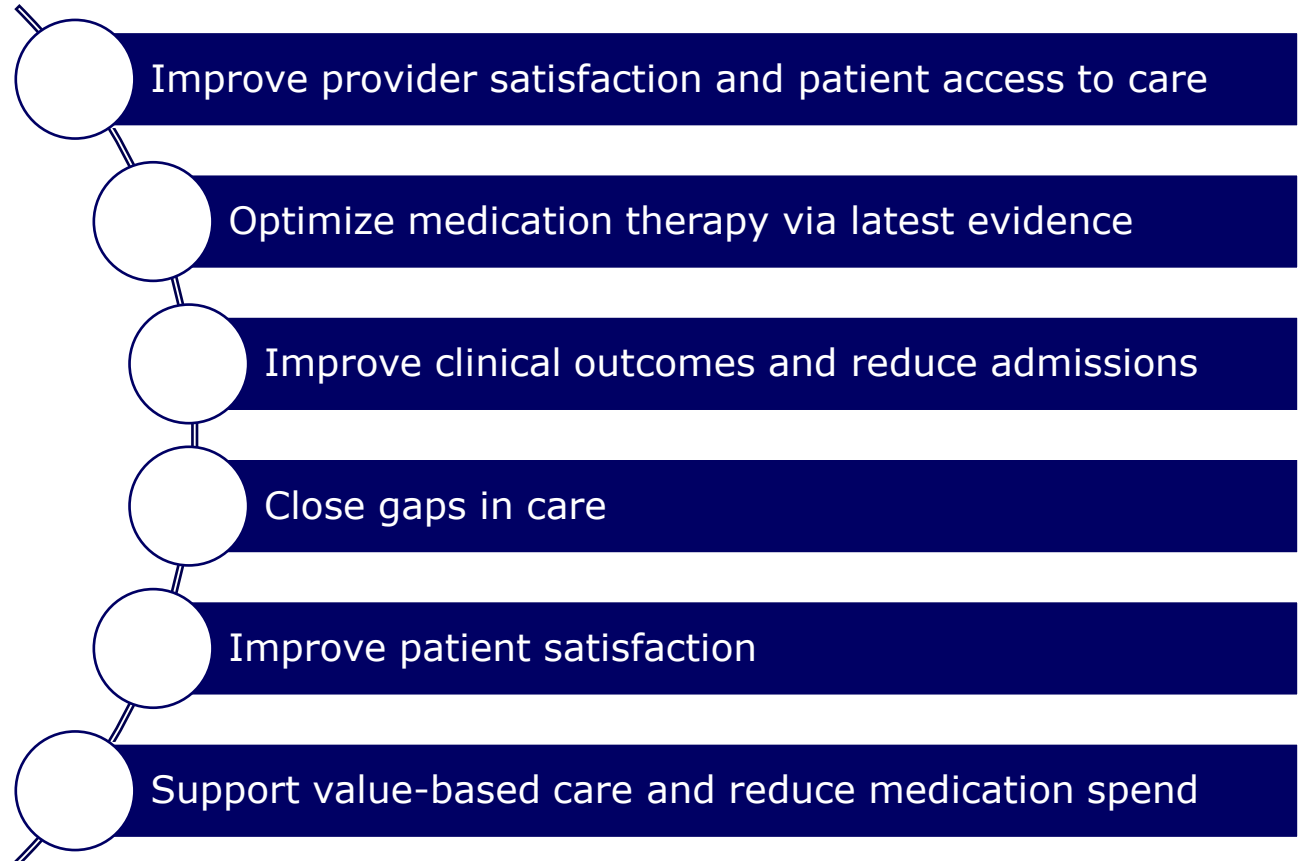 Improve provider satisfaction and patient access to care
Optimize medication therapy via latest evidence
Improve clinical outcomes and reduce admissions
Close gaps in care
Improve patient satisfaction
Support value-based care and reduce medication spend